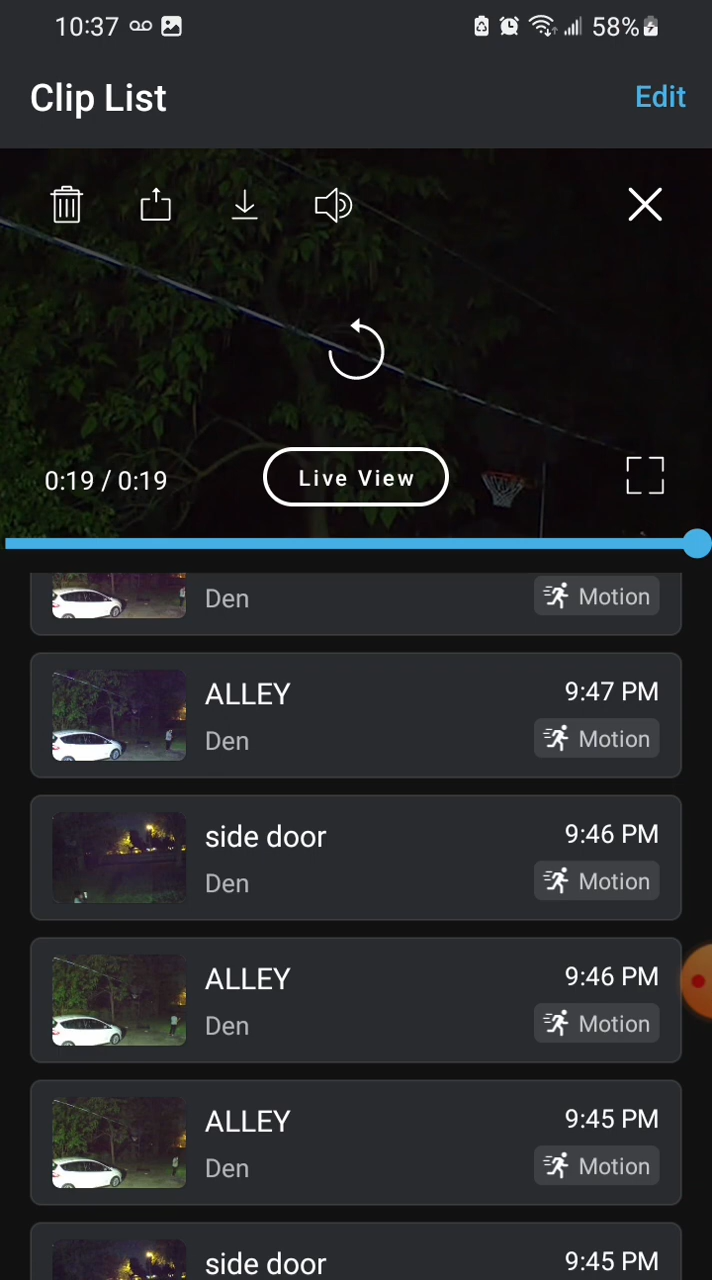 10:37
58%
Clip List
Edit
0:19 / 0:19
Live View
Den
Motion
ALLEY
9:47 PM
Den
Motion
side door
9:46 PM
Den
Motion
ALLEY
9:46 PM
Den
Motion
ALLEY
9:45 PM
Den
Motion
side door
9:45 PM